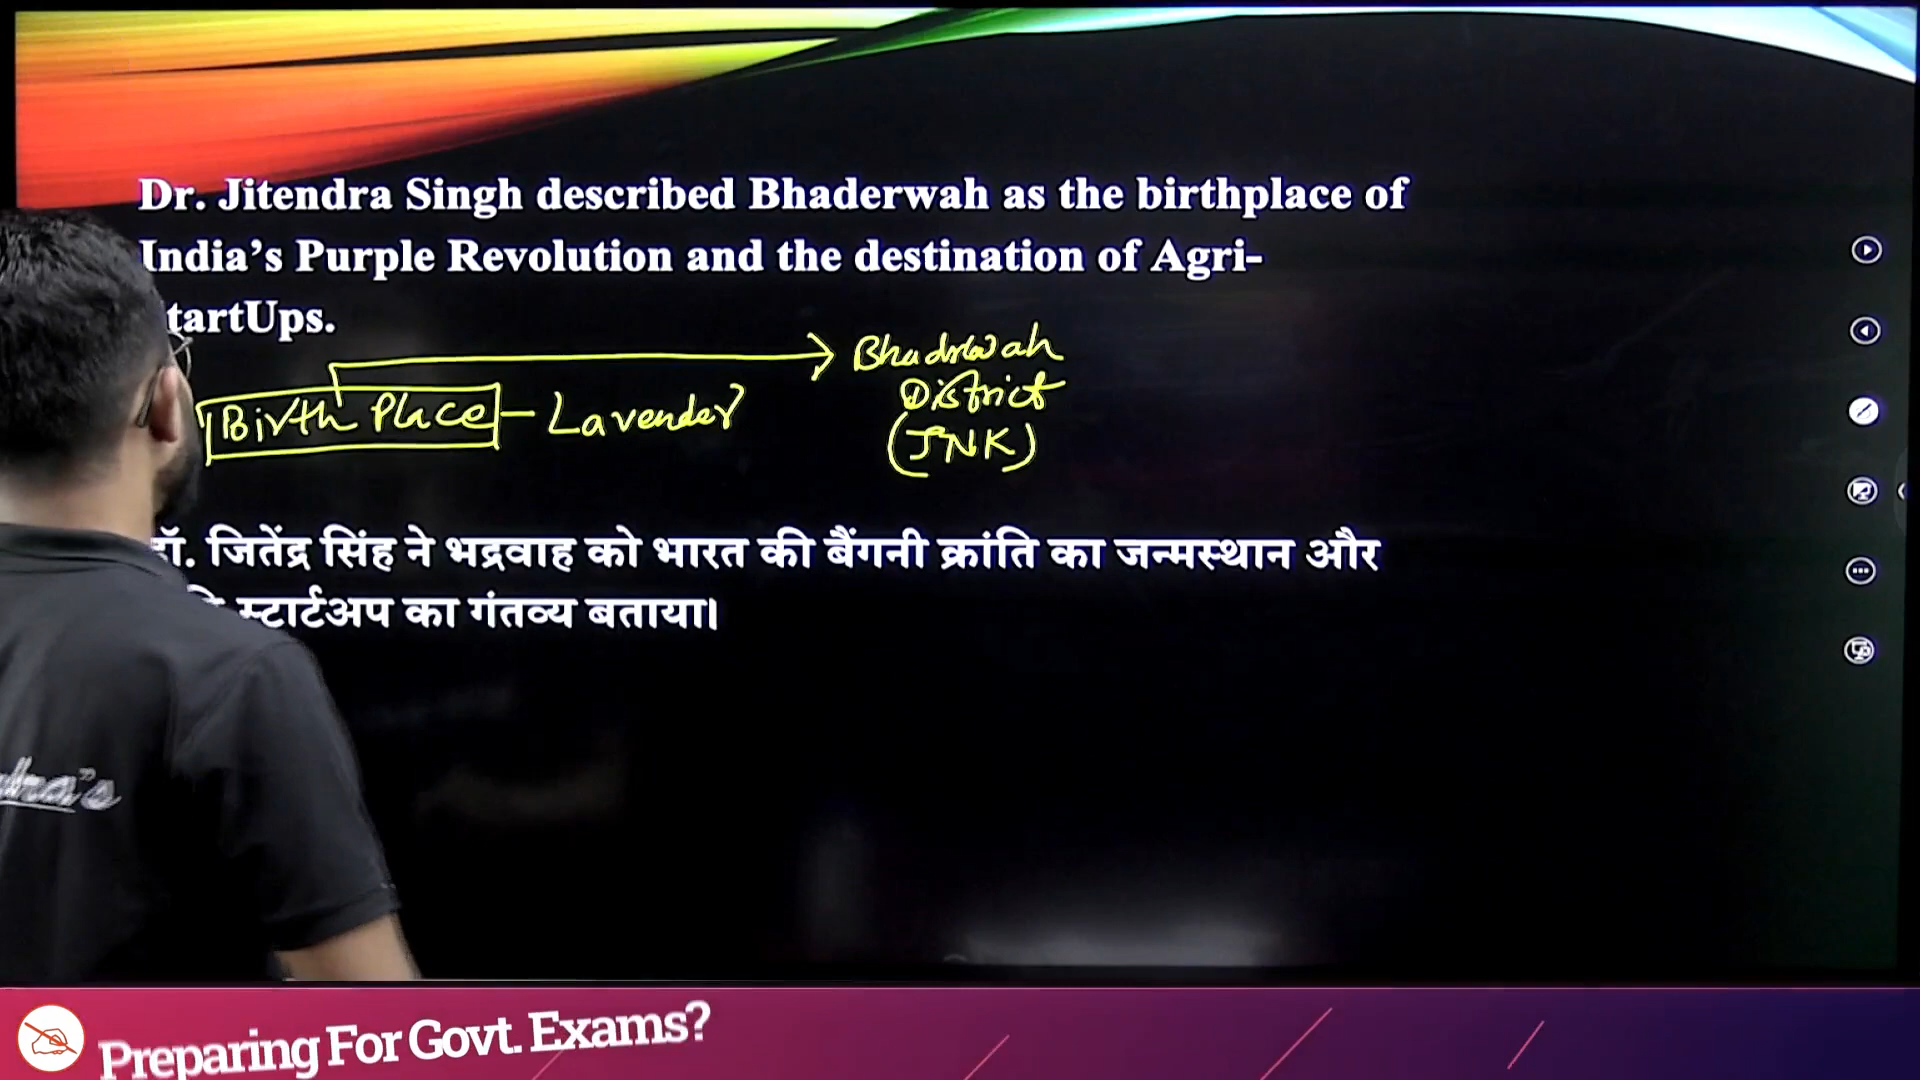 Dr. Jitendra Singh described Bhaderwah as the birthplace of
India's Purple Revolution and the destination of Agri-
tartUps.
Birth Place - Lavender
Bhaderwah
District
(JNK)
डॉ. जितेंद्र सिंह ने भद्रवाह को भारत की बैंगनी क्रांति का जन्मस्थान और
स्टार्टअप का गंतव्य बताया।
Preparing For Govt. Exams?